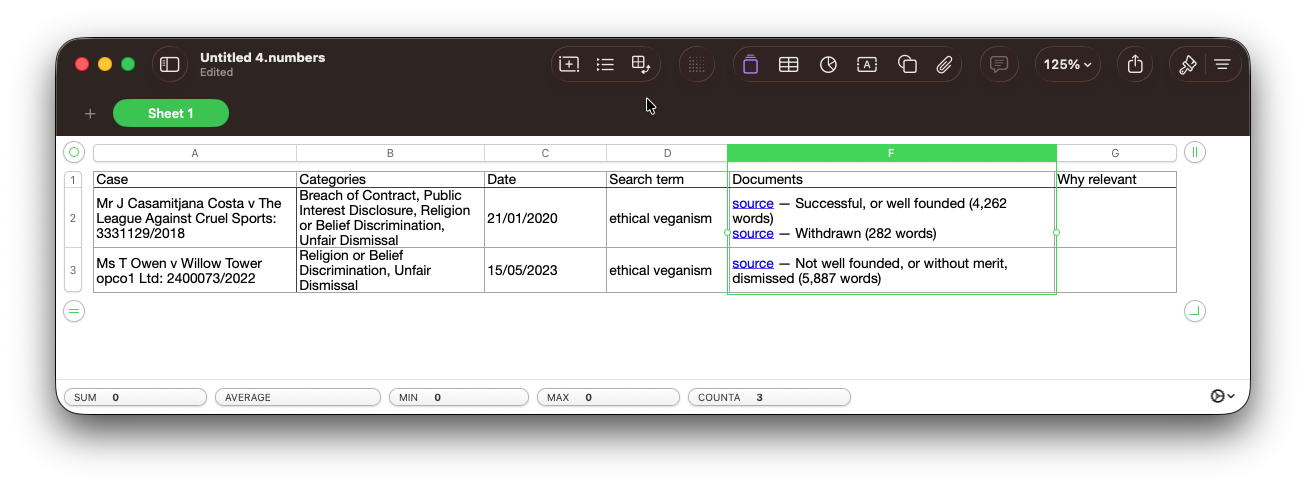 Untitled 4.numbers
Edited
125%
Sheet 1
A B C D F G
1 Case Categories Date Search term Documents Why relevant
2
Mr J Casamitjana Costa v The
League Against Cruel Sports:
3331129/2018
Breach of Contract, Public
Interest Disclosure, Religion
or Belief Discrimination,
Unfair Dismissal
21/01/2020
ethical veganism
source — Successful, or well founded (4,262
words)
source — Withdrawn (282 words)
3
Ms T Owen v Willow Tower
opco1 Ltd: 2400073/2022
Religion or Belief
Discrimination, Unfair
Dismissal
15/05/2023
ethical veganism
source — Not well founded, or without merit,
dismissed (5,887 words)
SUM 0 AVERAGE MIN 0 MAX 0 COUNTA 3